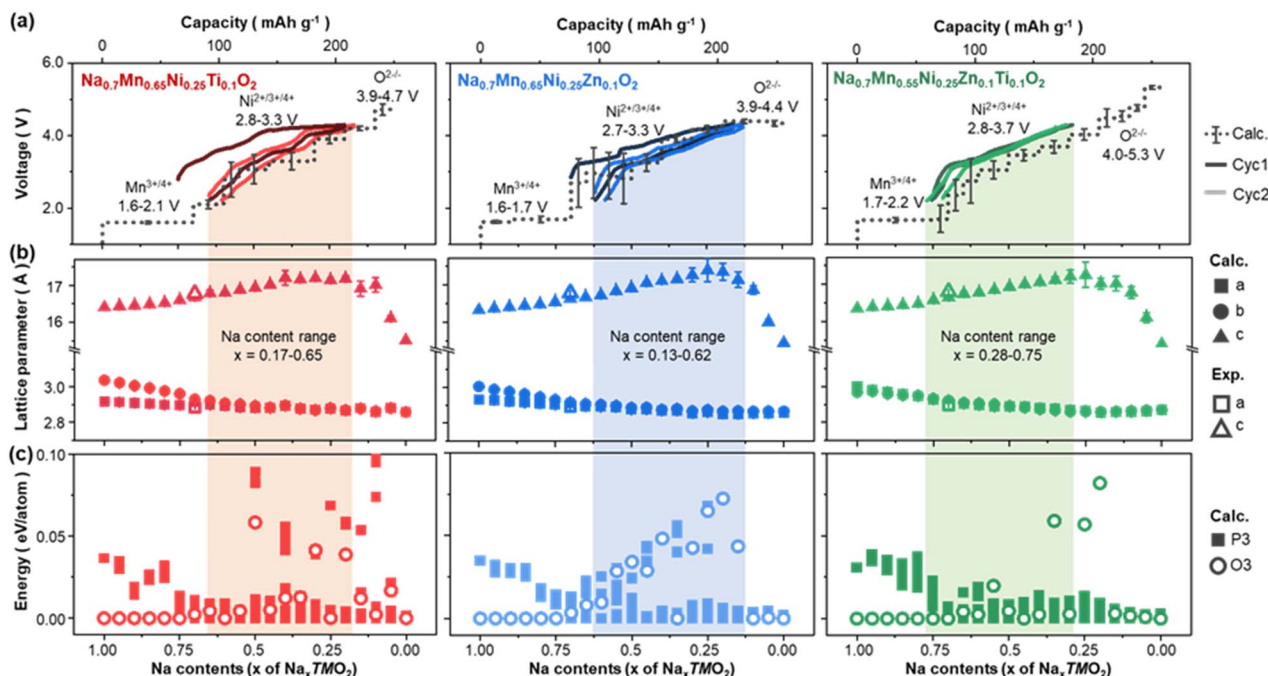 (a)
Capacity ( mAh g⁻¹ )
Capacity ( mAh g⁻¹ )
Capacity ( mAh g⁻¹ )
0 100 200
0 100 200
0 100 200
Voltage ( V )
6.0
4.0
2.0
Na₀.₇Mn₀.₆₅Ni₀.₂₅Ti₀.₁O₂
O²⁻/⁻
3.9-4.7 V
Ni²⁺/³⁺/⁴⁺
2.8-3.3 V
Mn³⁺/⁴⁺
1.6-2.1 V
Na₀.₇Mn₀.₆₅Ni₀.₂₅Zn₀.₁O₂
O²⁻/⁻
3.9-4.4 V
Ni²⁺/³⁺/⁴⁺
2.7-3.3 V
Mn³⁺/⁴⁺
1.6-1.7 V
Na₀.₇Mn₀.₅₅Ni₀.₂₅Zn₀.₁Ti₀.₁O₂
Ni²⁺/³⁺/⁴⁺
2.8-3.7 V
O²⁻/⁻
4.0-5.3 V
Mn³⁺/⁴⁺
1.7-2.2 V
Calc.
Cyc1
Cyc2
(b)
Lattice parameter ( Å )
17
16
3.0
2.8
Na content range
x = 0.17-0.65
Na content range
x = 0.13-0.62
Na content range
x = 0.28-0.75
Calc.
a
b
c
Exp.
a
c
(c)
Energy ( eV/atom )
0.10
0.05
0.00
Calc.
P3
O3
1.00 0.75 0.5 0.25 0.00
1.00 0.75 0.5 0.25 0.00
1.00 0.75 0.5 0.25 0.00
Na contents (x of NaₓTMO₂)
Na contents (x of NaₓTMO₂)
Na contents (x of NaₓTMO₂)